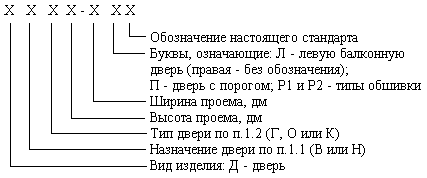 Х Х Х Х - Х Х Х
Обозначение настоящего стандарта
Буквы, означающие: Л - левую балконную
дверь (правая - без обозначения);
П - дверь с порогом; Р1 и Р2 - типы обшивки
Ширина проема, дм
Высота проема, дм
Тип двери по п.1.2 (Г, О или К)
Назначение двери по п.1.1 (В или Н)
Вид изделия: Д - дверь